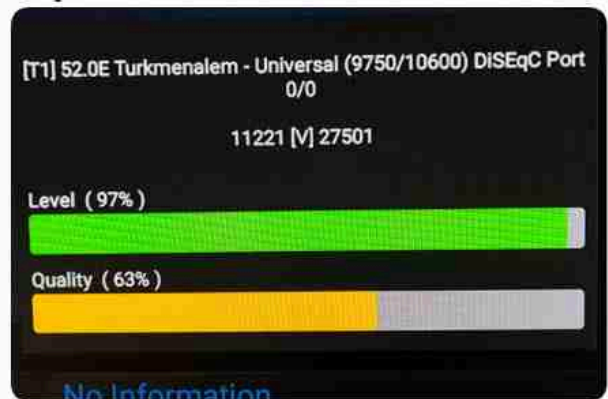 [T1] 52.0E Turkmenalem - Universal (9750/10600) DiSEqC Port
0/0
11221 [V] 27501
Level ( 97% )
Quality ( 63% )
No Information